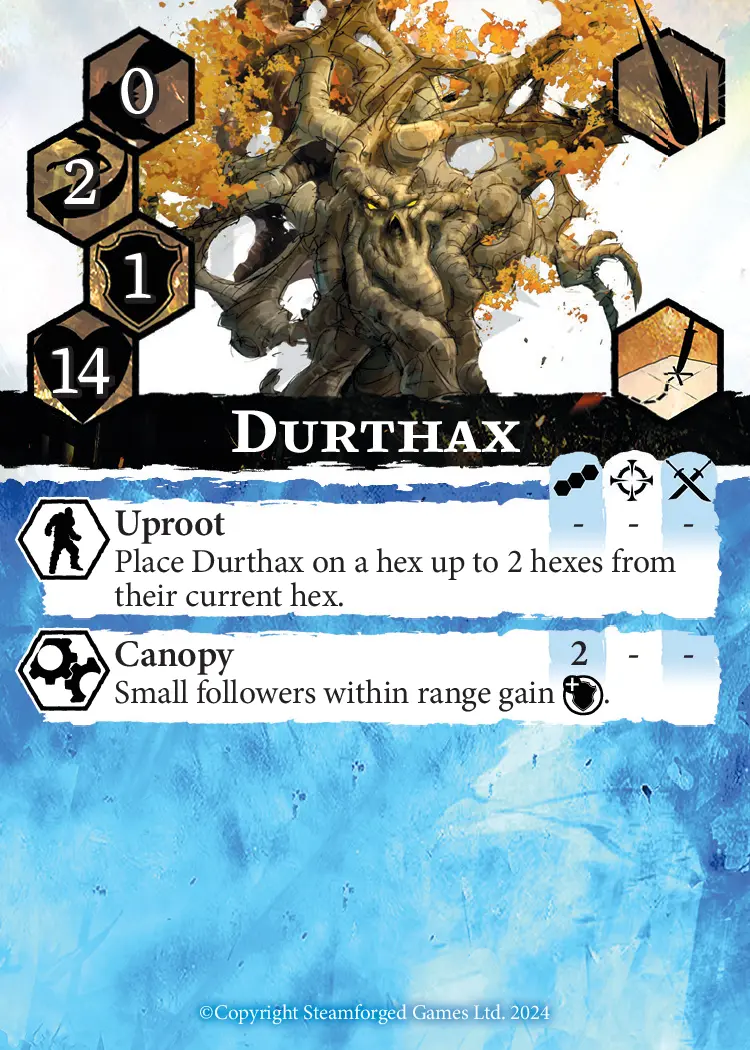 0
2
1
14
DURTHAX
Uproot - - -
Place Durthax on a hex up to 2 hexes from
their current hex.
Canopy 2 - -
Small followers within range gain .
©Copyright Steamforged Games Ltd. 2024